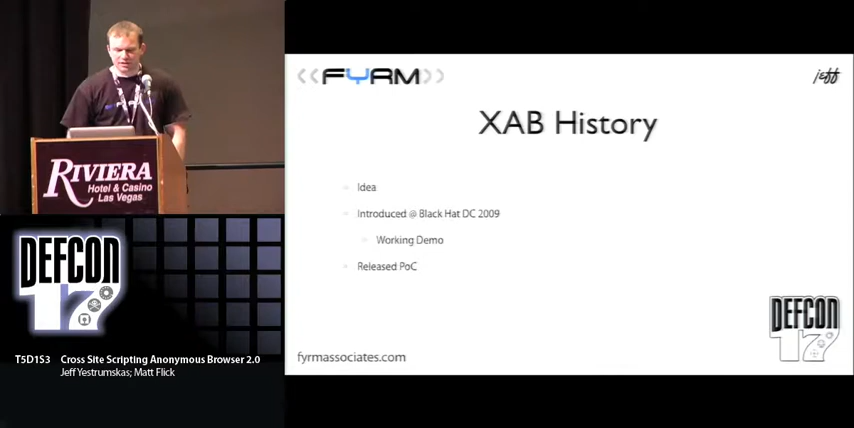 RIVIERA
Hotel & Casino
Las Vegas
DEFCON
17
T5D1S3 Cross Site Scripting Anonymous Browser 2.0
Jeff Yestrumskas; Matt Flick
((FYRM))
jeff
XAB History
Idea
Introduced @ Black Hat DC 2009
Working Demo
Released PoC
DEFCON
17
fyrmassociates.com